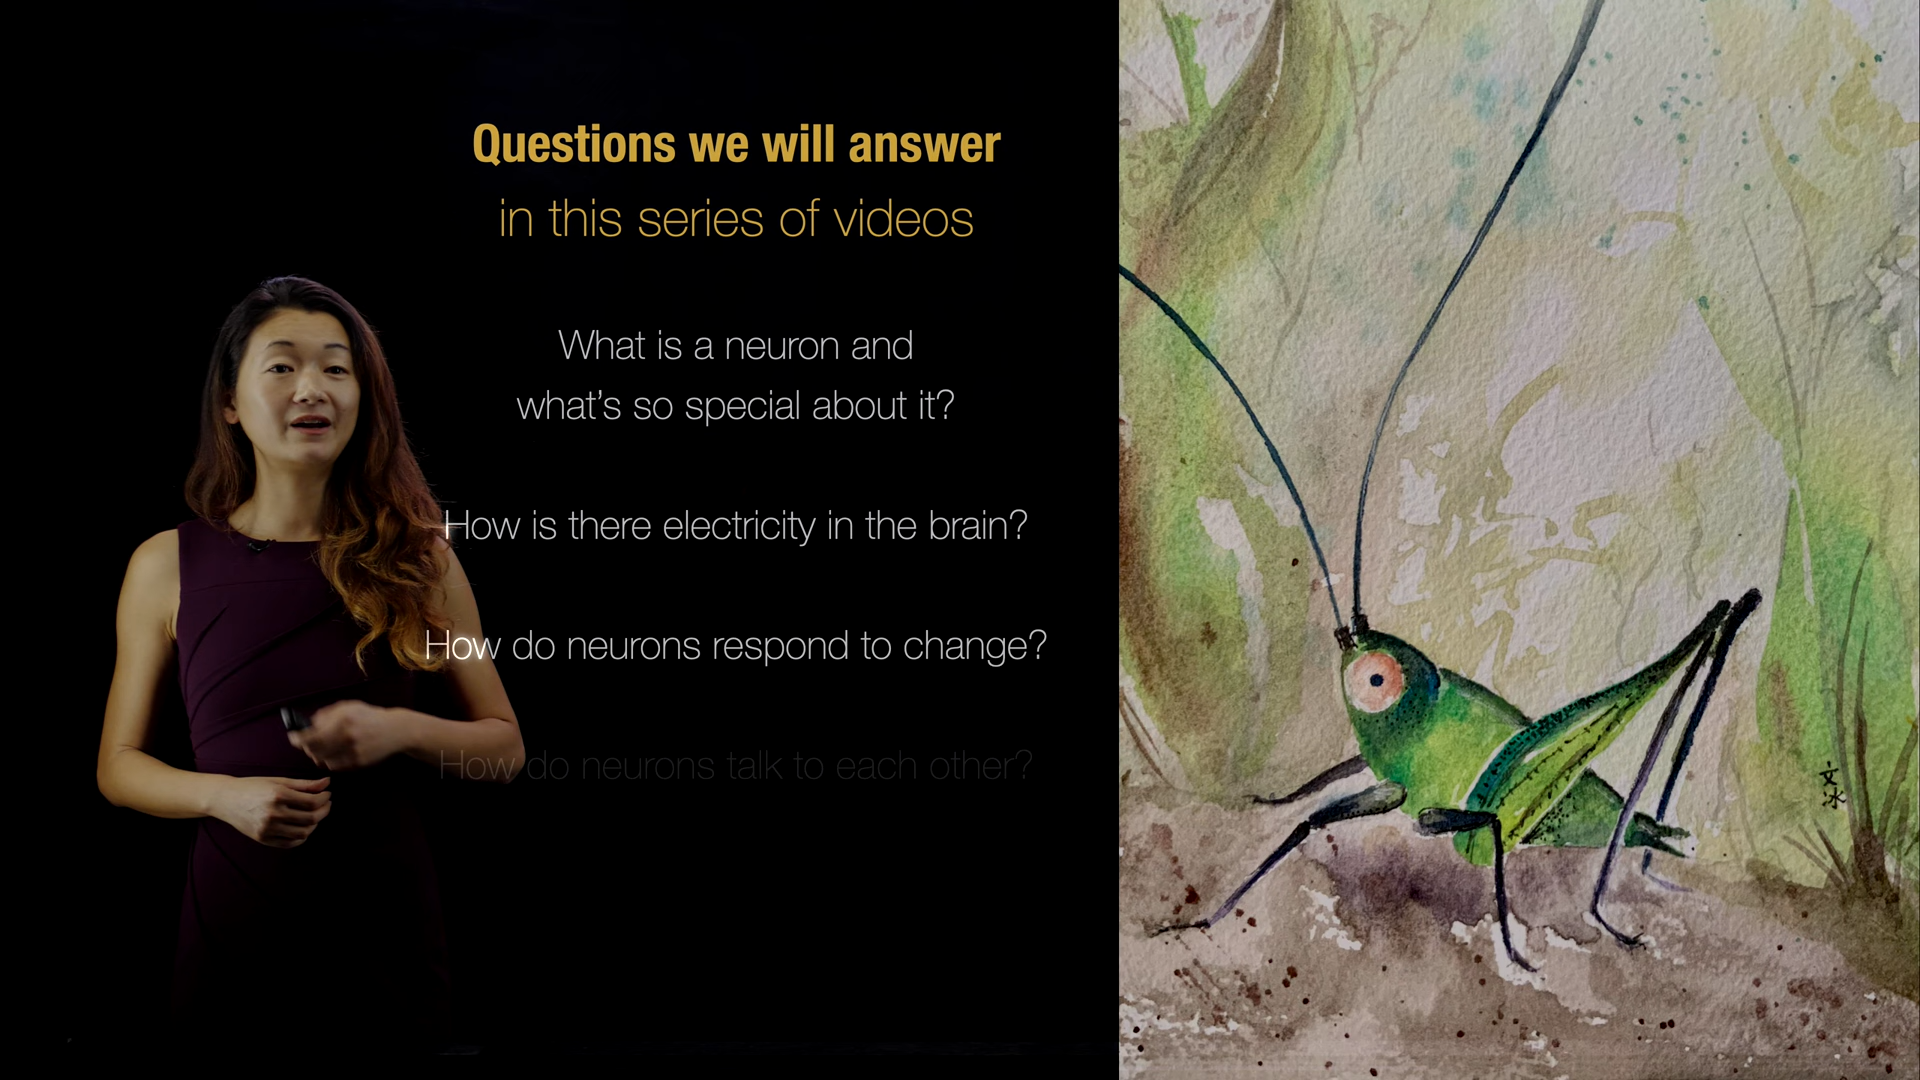 Questions we will answer
in this series of videos
What is a neuron and
what's so special about it?
How is there electricity in the brain?
How do neurons respond to change?
How do neurons talk to each other?
文
冰